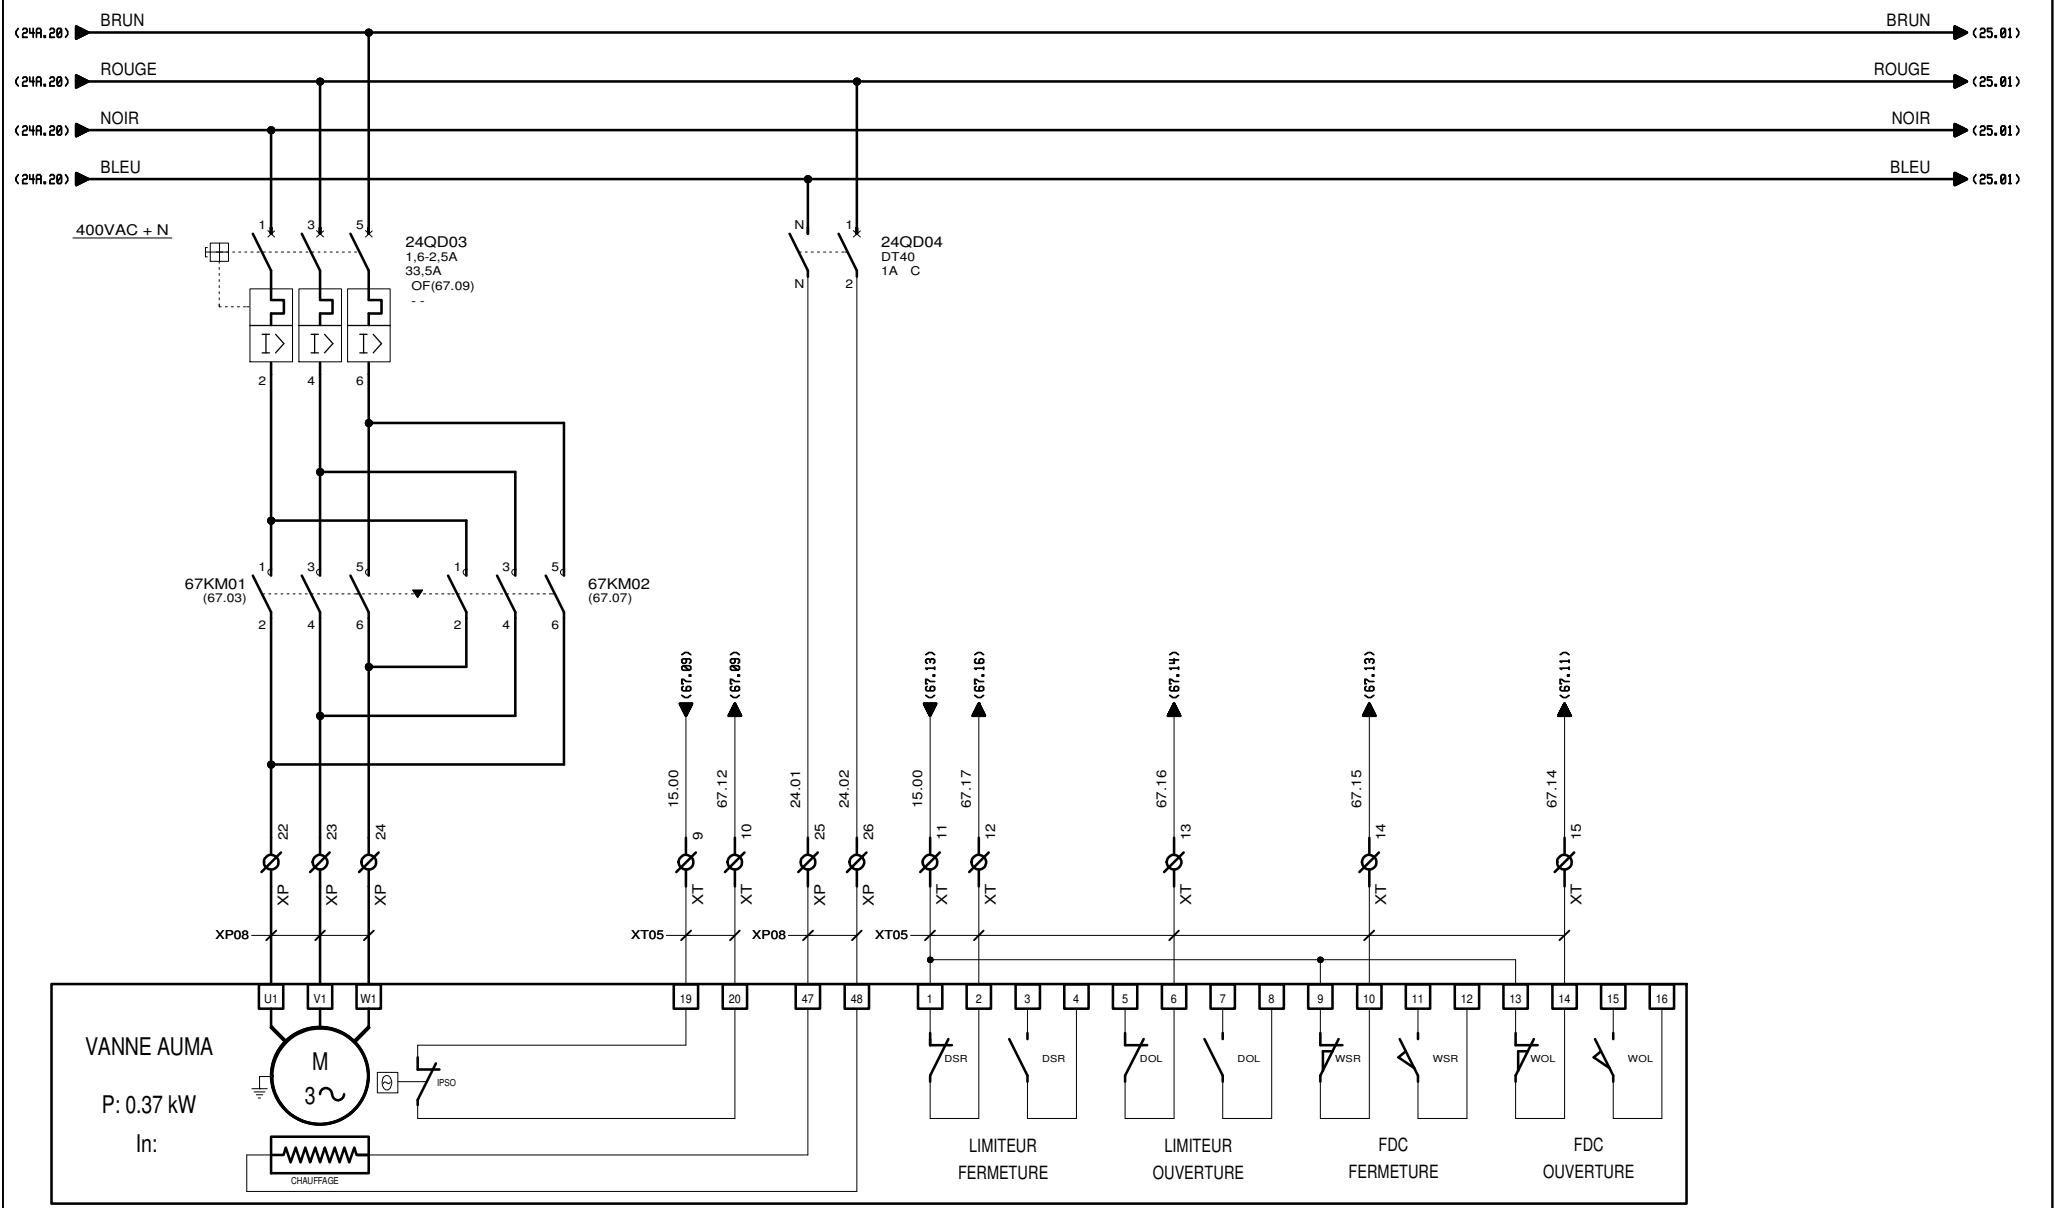 BRUN BRUN
(24A.20) (25.01)
ROUGE ROUGE
(24A.20) (25.01)
NOIR NOIR
(24A.20) (25.01)
BLEU BLEU
(24A.20) (25.01)
400VAC + N
1 3 5
24QD03
1,6-2,5A
33,5A
OF(67.09)
- -
I> I> I>
2 4 6
N 1
24QD04
DT40
1A C
N 2
67KM01
(67.03)
1 3 5 1 3 5
67KM02
(67.07)
2 4 6 2 4 6
(67.09) (67.09) (67.13) (67.16) (67.14) (67.13) (67.11)
15.00 67.12 24.01 24.02 15.00 67.17 67.16 67.15 67.14
22 23 24 9 10 25 26 11 12 13 14 15
XP XP XP XT XT XP XP XT XT XT XT XT
XP08 XT05 XP08 XT05
U1 V1 W1 19 20 47 48 1 2 3 4 5 6 7 8 9 10 11 12 13 14 15 16
VANNE AUMA
P: 0.37 kW
In:
M
3
IPSO
CHAUFFAGE
DSR DSR DOL DOL WSR WSR WOL WOL
LIMITEUR
FERMETURE
LIMITEUR
OUVERTURE
FDC
FERMETURE
FDC
OUVERTURE